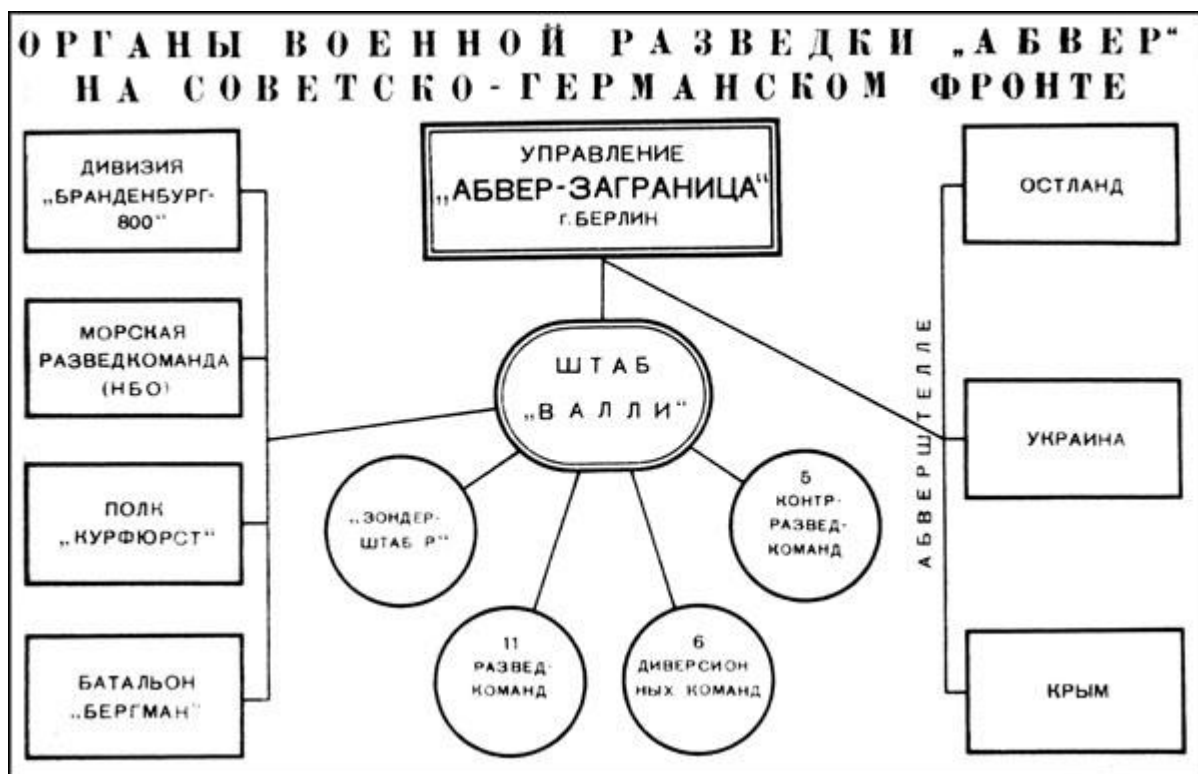 ОРГАНЫ ВОЕННОЙ РАЗВЕДКИ „АБВЕР“
НА СОВЕТСКО-ГЕРМАНСКОМ ФРОНТЕ
ДИВИЗИЯ
„БРАНДЕНБУРГ-
800“
МОРСКАЯ
РАЗВЕДКОМАНДА
(НБО)
ПОЛК
„КУРФЮРСТ“
БАТАЛЬОН
„БЕРГМАН“
УПРАВЛЕНИЕ
„АБВЕР-ЗАГРАНИЦА“
г. БЕРЛИН
ШТАБ
„ВАЛЛИ“
„ЗОНДЕР-
ШТАБ Р“
11
РАЗВЕД-
КОМАНД
6
ДИВЕРСИОН
НЫХ КОМАНД
5
КОНТР-
РАЗВЕД-
КОМАНД
АБВЕРШТЕЛЛЕ
ОСТЛАНД
УКРАИНА
КРЫМ